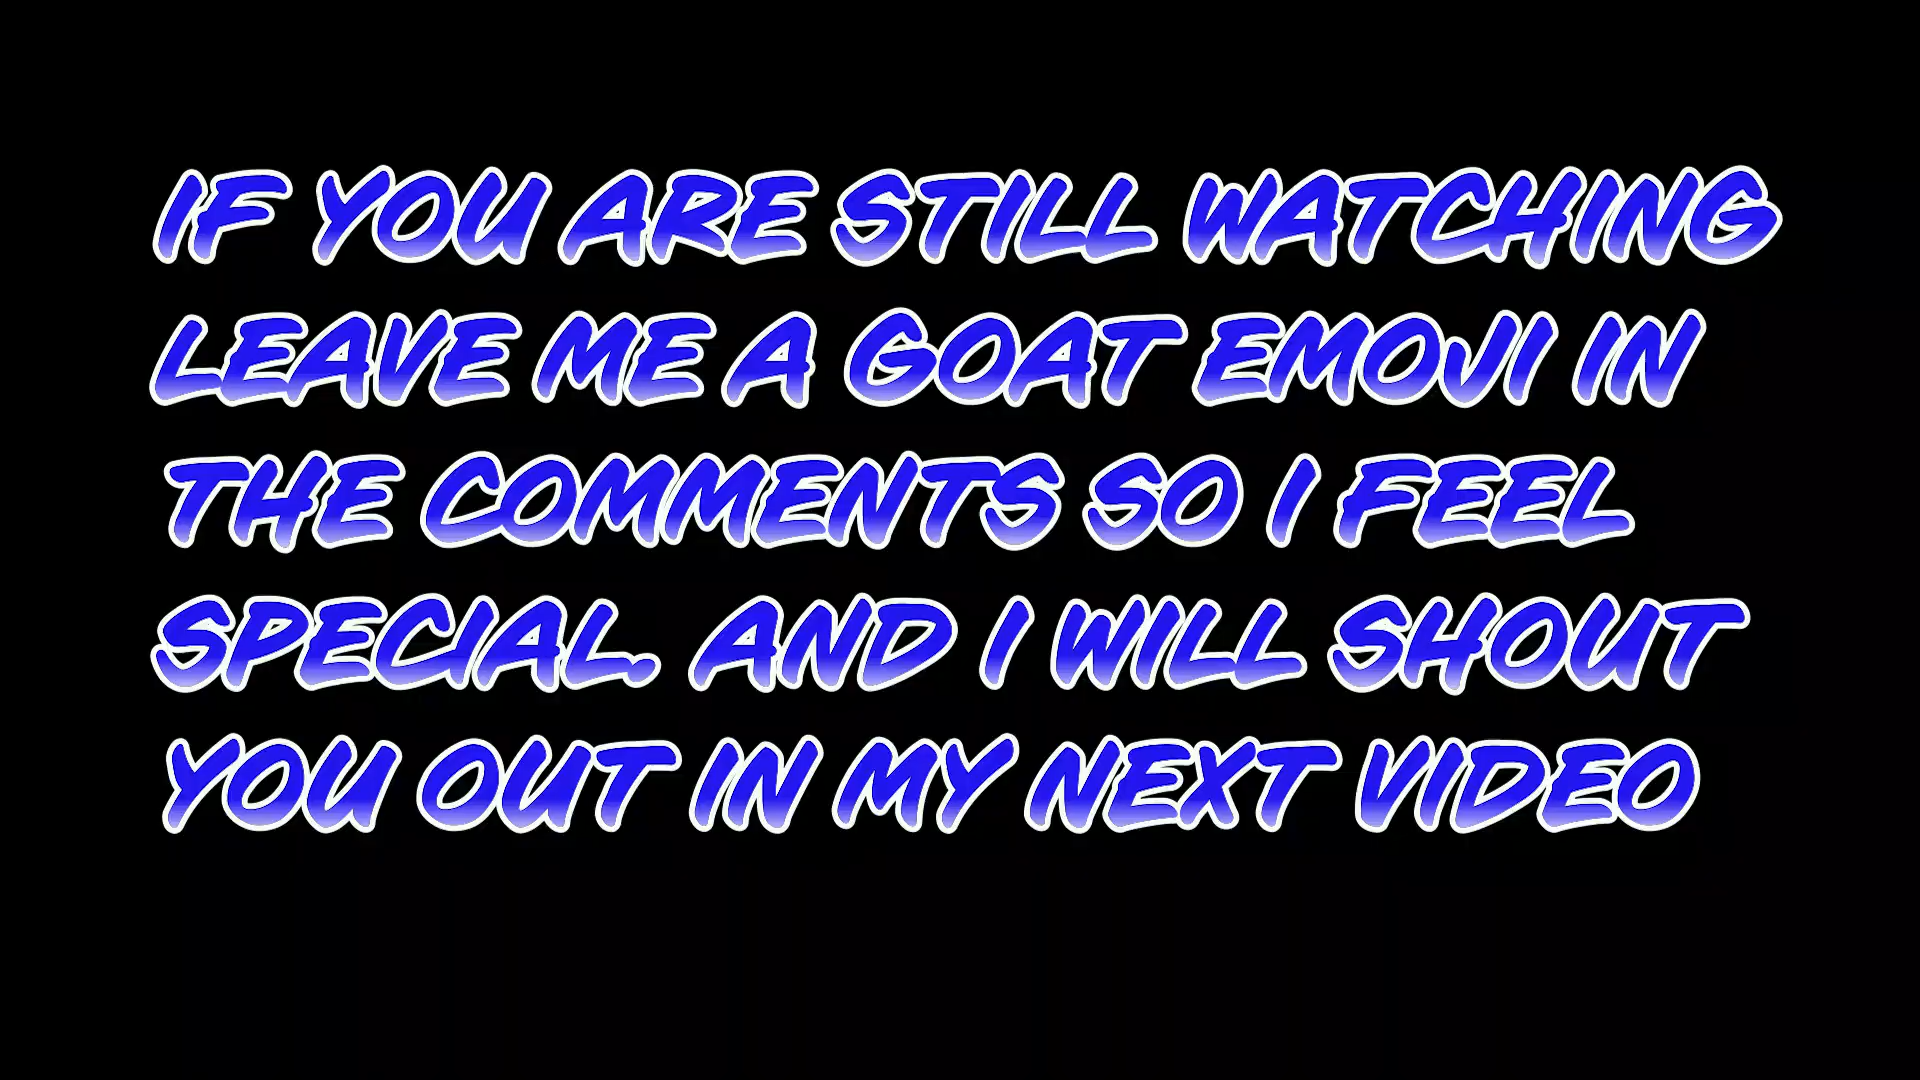 IF YOU ARE STILL WATCHING
LEAVE ME A GOAT EMOJI IN
THE COMMENTS SO I FEEL
SPECIAL. AND I WILL SHOUT
YOU OUT IN MY NEXT VIDEO